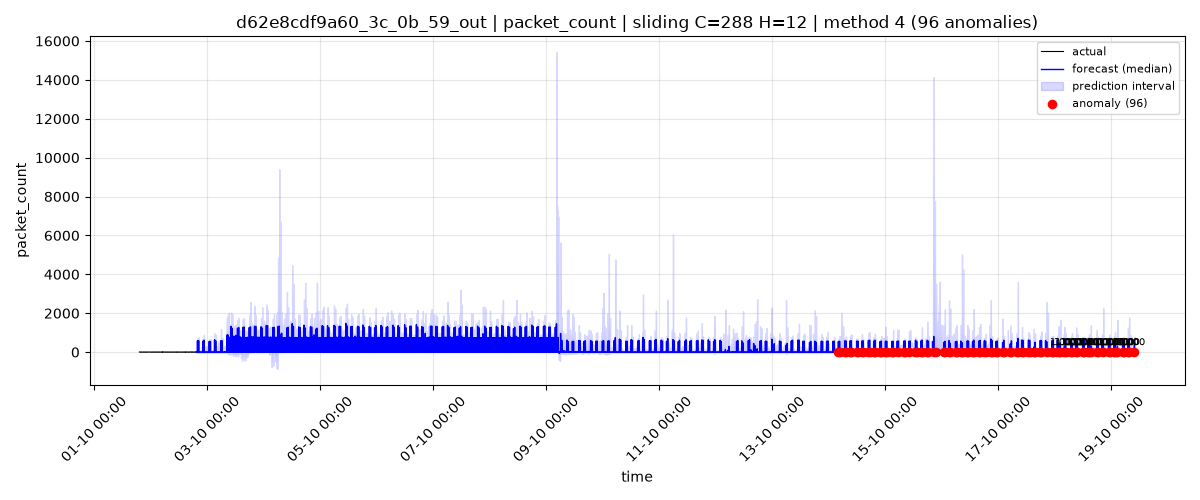 d62e8cdf9a60_3c_0b_59_out | packet_count | sliding C=288 H=12 | method 4 (96 anomalies)
packet_count
16000
14000
12000
10000
8000
6000
4000
2000
0
actual
forecast (median)
prediction interval
anomaly (96)
01-10 00:00
03-10 00:00
05-10 00:00
07-10 00:00
09-10 00:00
11-10 00:00
13-10 00:00
15-10 00:00
17-10 00:00
19-10 00:00
time